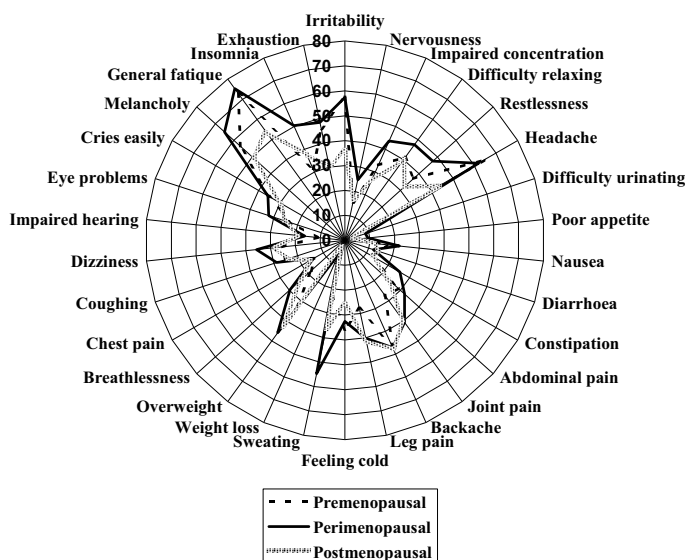 Irritability
Exhaustion
Nervousness
Insomnia
Impaired concentration
General fatique
Difficulty relaxing
Melancholy
Restlessness
Cries easily
Headache
Eye problems
Difficulty urinating
Impaired hearing
Poor appetite
Dizziness
Nausea
Coughing
Diarrhoea
Chest pain
Constipation
Breathlessness
Abdominal pain
Overweight
Joint pain
Weight loss
Backache
Sweating
Leg pain
Feeling cold
80
70
60
50
40
30
20
10
0
Premenopausal
Perimenopausal
Postmenopausal